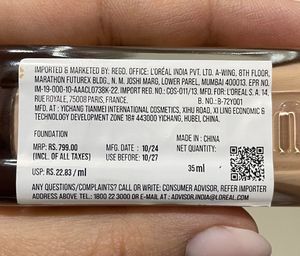 IMPORTED & MARKETED BY: REGD. OFFICE: L'ORÉAL INDIA PVT. LTD. A-WING, 8TH FLOOR,
MARATHON FUTUREX BLDG., N. M. JOSHI MARG, LOWER PAREL, MUMBAI 400013. EPR NO.
IM-19-000-10-AAACL0738K-22. IMPORT REG. NO.: COS-011/13. MFD. FOR: L'ORÉAL S. A. 14,
RUE ROYALE, 75008 PARIS, FRANCE. B. NO.: B-72Y001
AT / BY : YICHANG TIANMEI INTERNATIONAL COSMETICS, XIHU ROAD, XI LING ECONOMIC &
TECHNOLOGY DEVELOPMENT ZONE 18# 443000 YICHANG, HUBEI, CHINA.
FOUNDATION
MADE IN : CHINA
MRP: RS. 799.00 MFG. DATE : 10/24 NET QUANTITY:
(INCL. OF ALL TAXES) USE BEFORE : 10/27
USP: RS. 22.83 / ml 35 ml
ANY QUESTIONS/COMPLAINTS? CALL OR WRITE: CONSUMER ADVISOR, REFER IMPORTER
ADDRESS OR CALL : 1800 22 3000 OR E.MAIL AT : ADVISOR.INDIA@LOREAL.COM